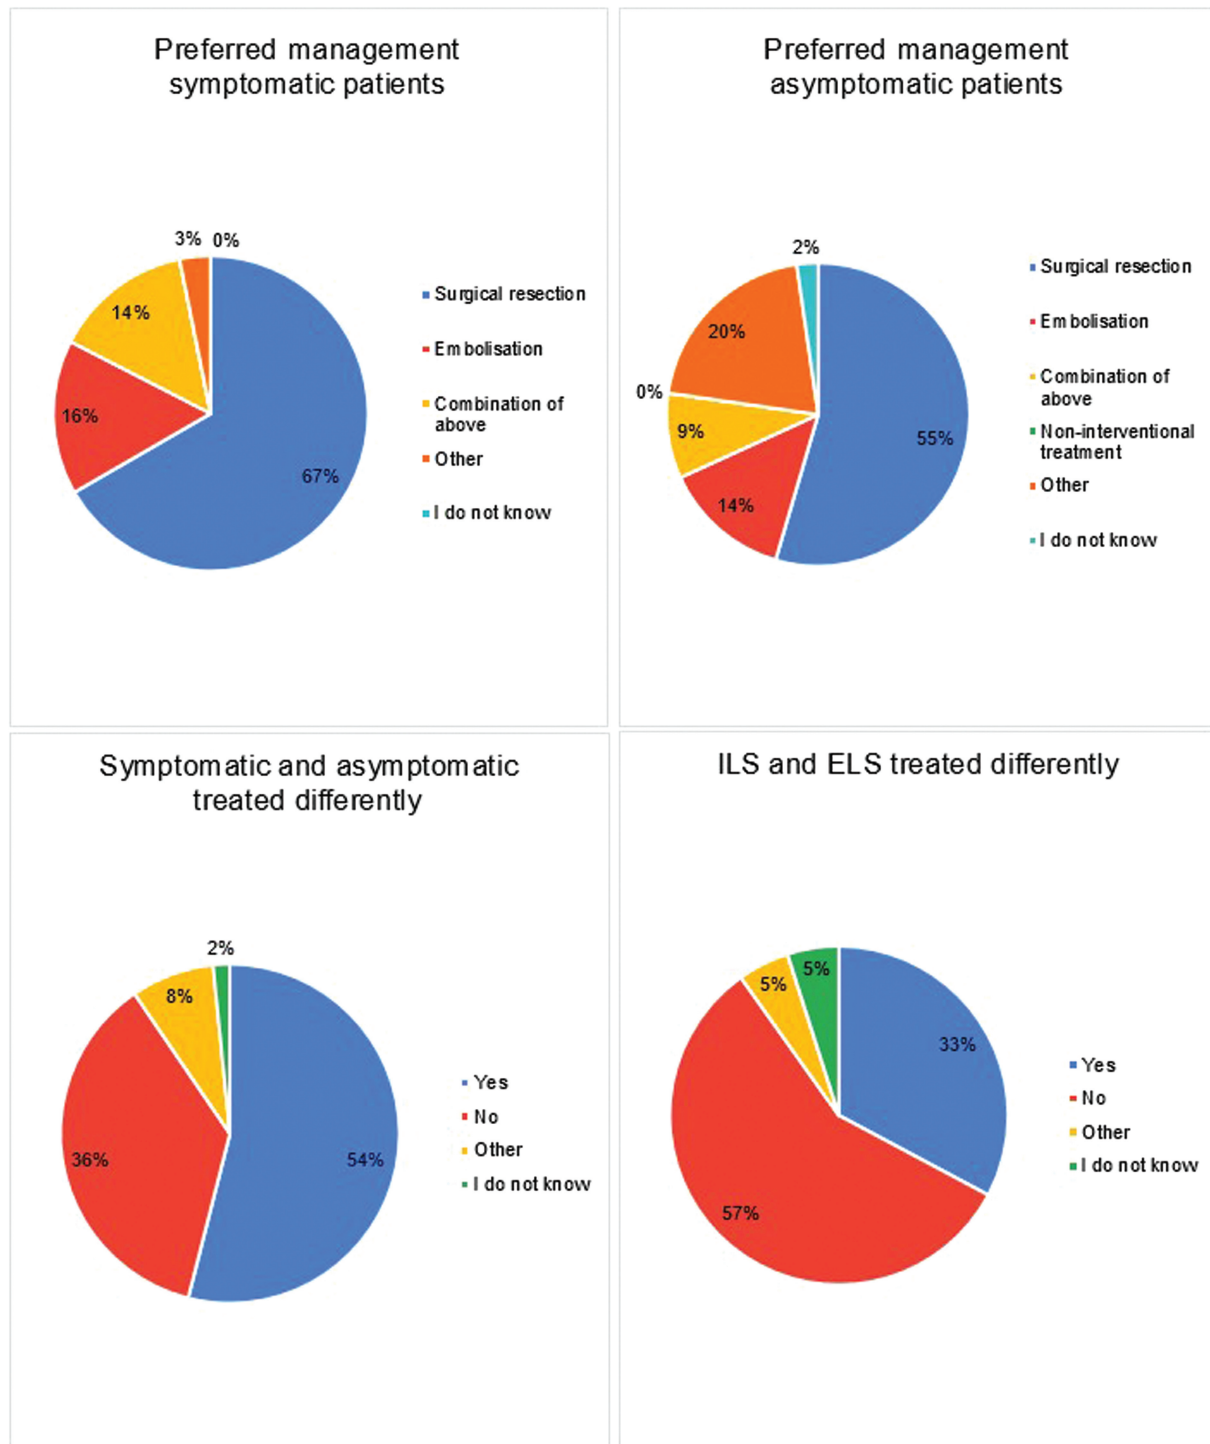 Preferred management
symptomatic patients
3% 0%
14%
16%
67%
Surgical resection
Embolisation
Combination of
above
Other
I do not know
Preferred management
asymptomatic patients
2%
20%
0%
9%
14%
55%
Surgical resection
Embolisation
Combination of
above
Non-interventional
treatment
Other
I do not know
Symptomatic and asymptomatic
treated differently
2%
8%
36%
54%
Yes
No
Other
I do not know
ILS and ELS treated differently
5%
5%
33%
57%
Yes
No
Other
I do not know